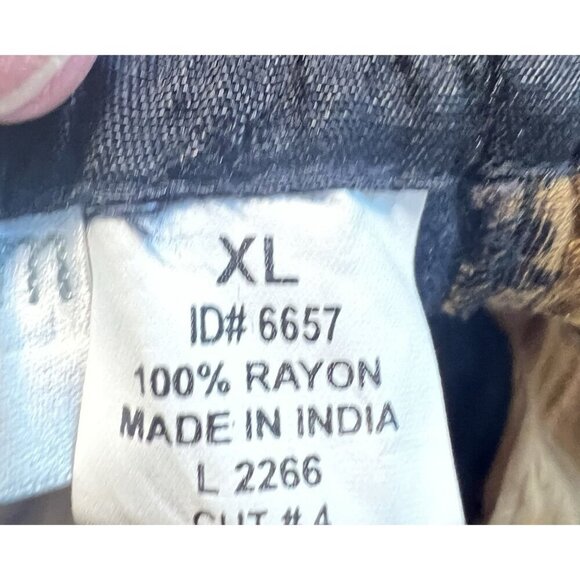 XL
ID# 6657
100% RAYON
MADE IN INDIA
L 2266
CUT # 4